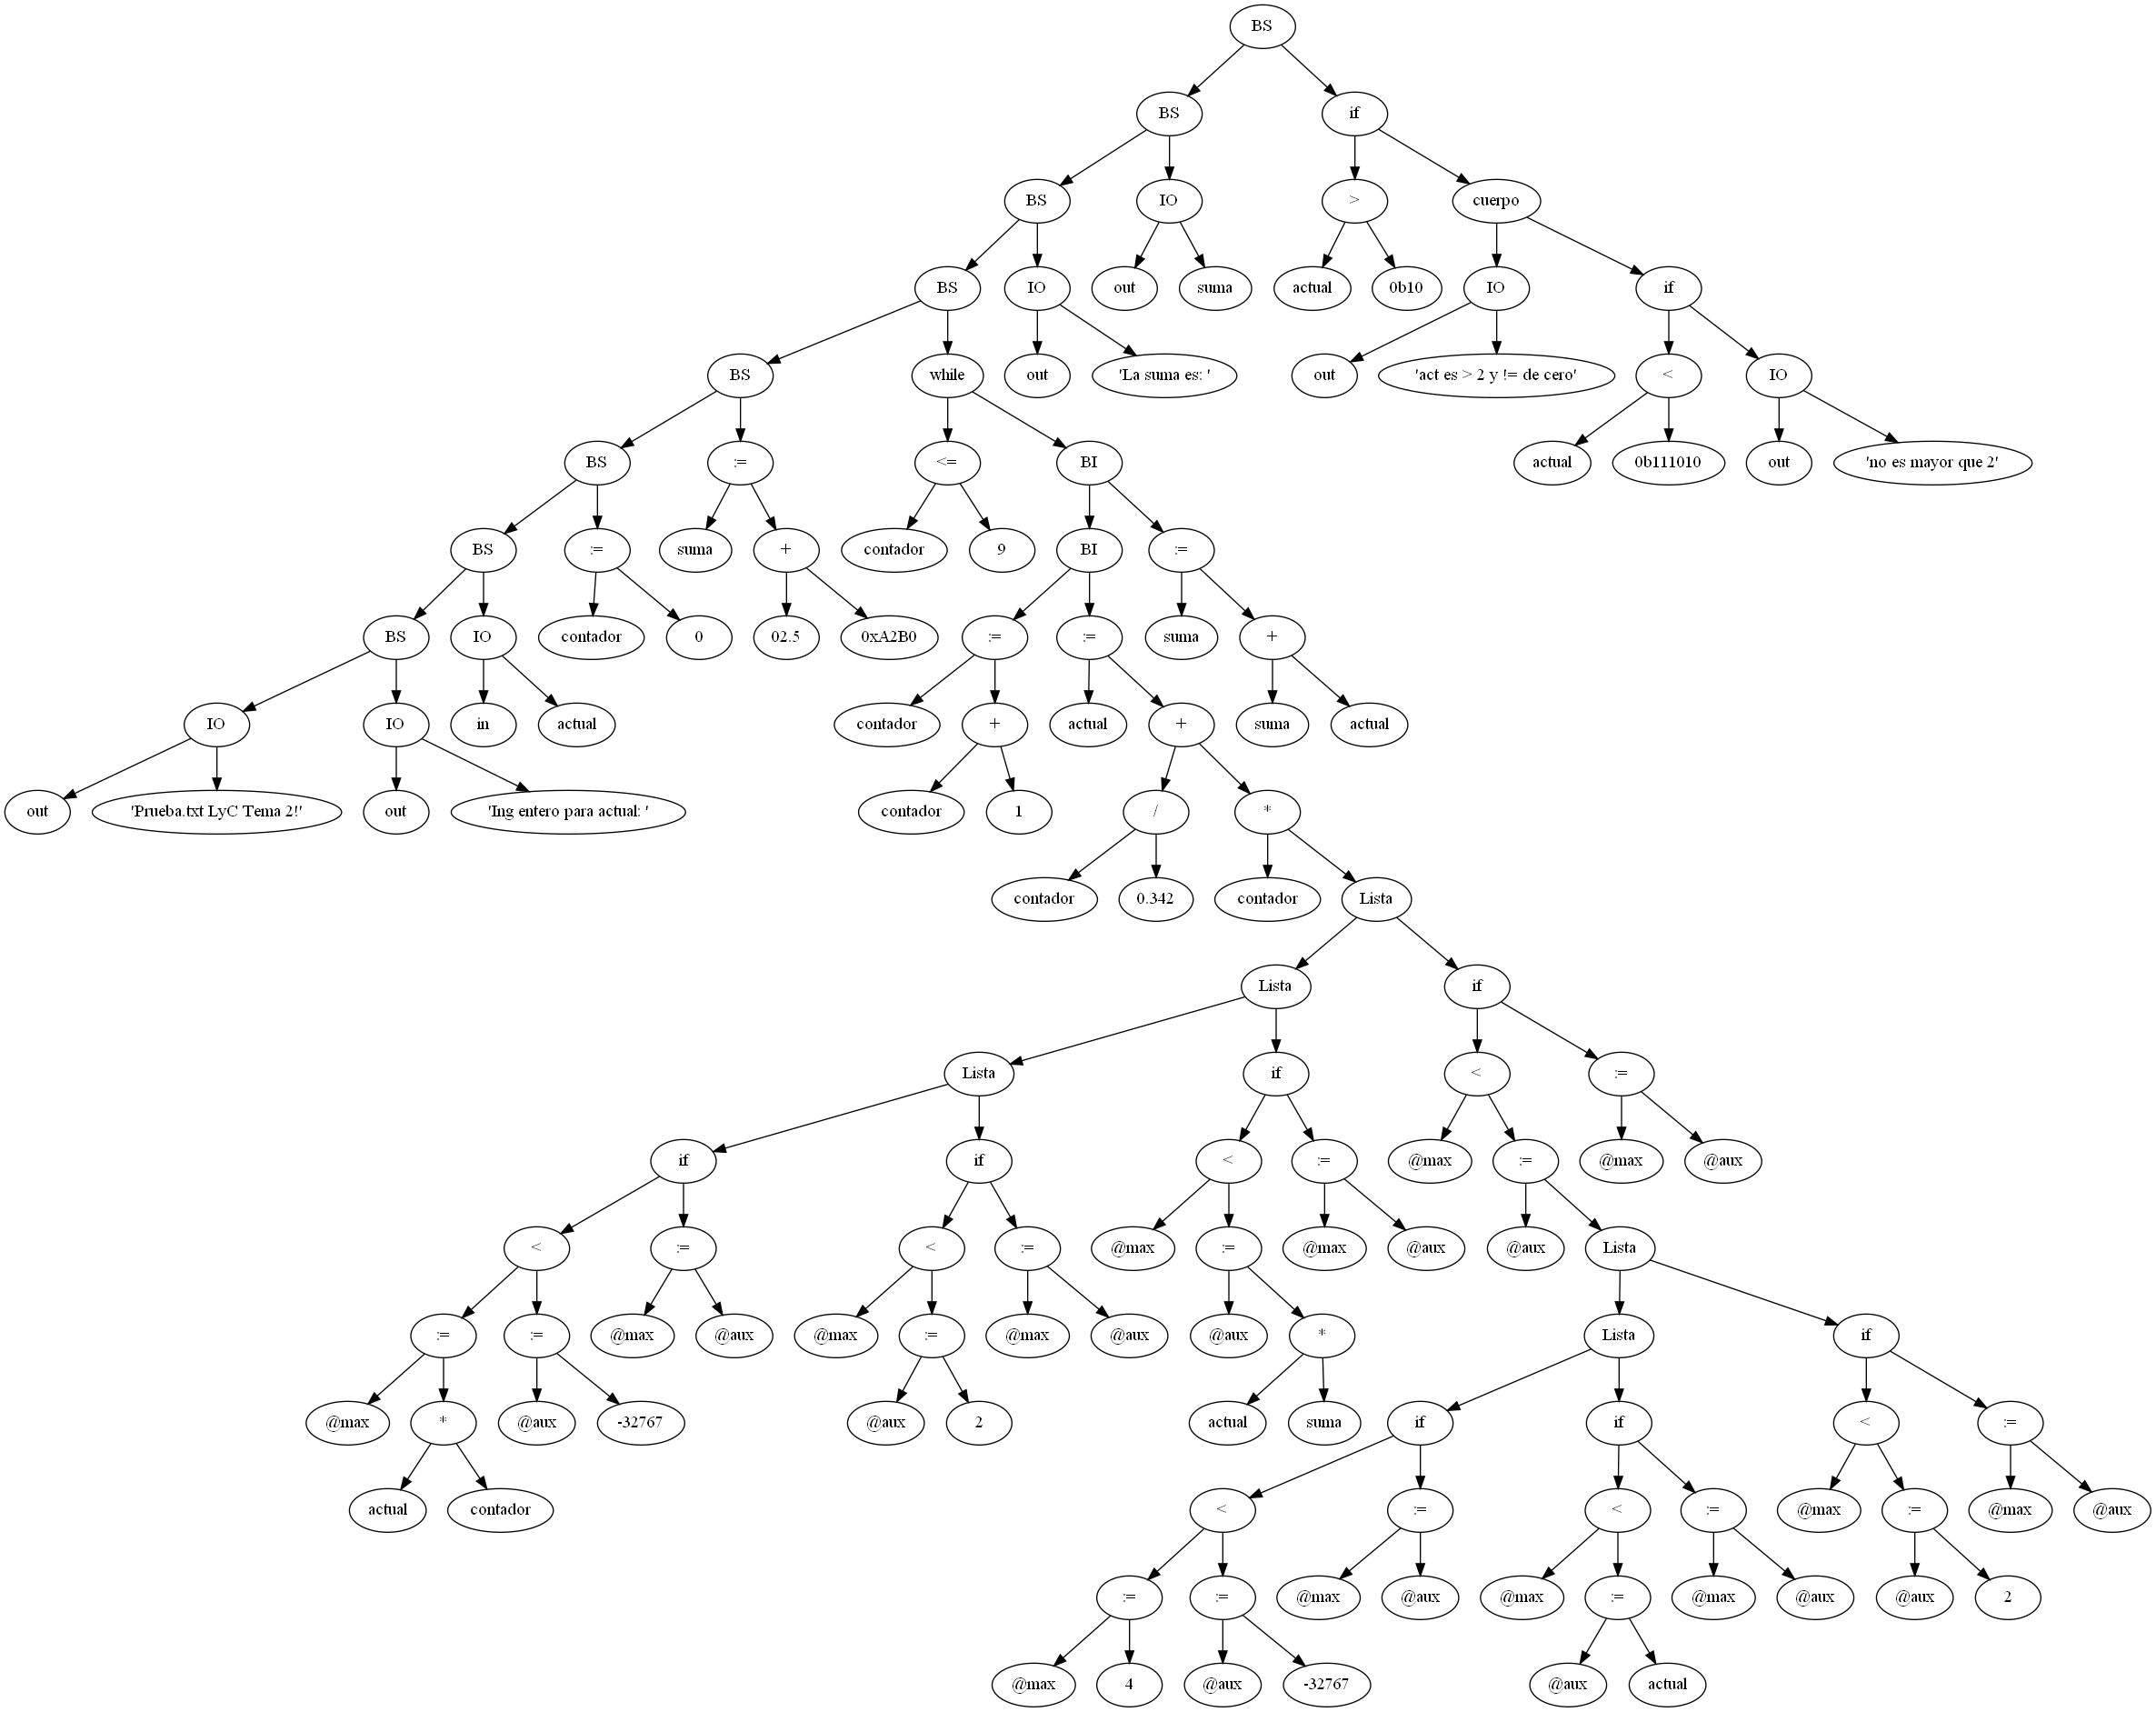 BS
BS if
BS IO > cuerpo
BS IO out suma actual 0b10 IO if
BS while out 'La suma es: ' out 'act es > 2 y != de cero' < IO
BS := <= BI actual 0b111010 out 'no es mayor que 2'
BS := suma + contador 9 BI :=
BS IO contador 0 02.5 0xA2B0 := := suma +
IO IO in actual contador + actual + suma actual
out 'Prueba.txt LyC Tema 2!' out 'Ing entero para actual: ' contador 1 / *
contador 0.342 contador Lista
Lista if
Lista if < :=
if if < := @max := @max @aux
< := < := @max := @max @aux @aux Lista
:= := @max @aux @max := @max @aux @aux * Lista if
@max * @aux -32767 @aux 2 actual suma if if < :=
actual contador < := < := @max := @max @aux
:= := @max @aux @max := @max @aux @aux 2
@max 4 @aux -32767 @aux actual